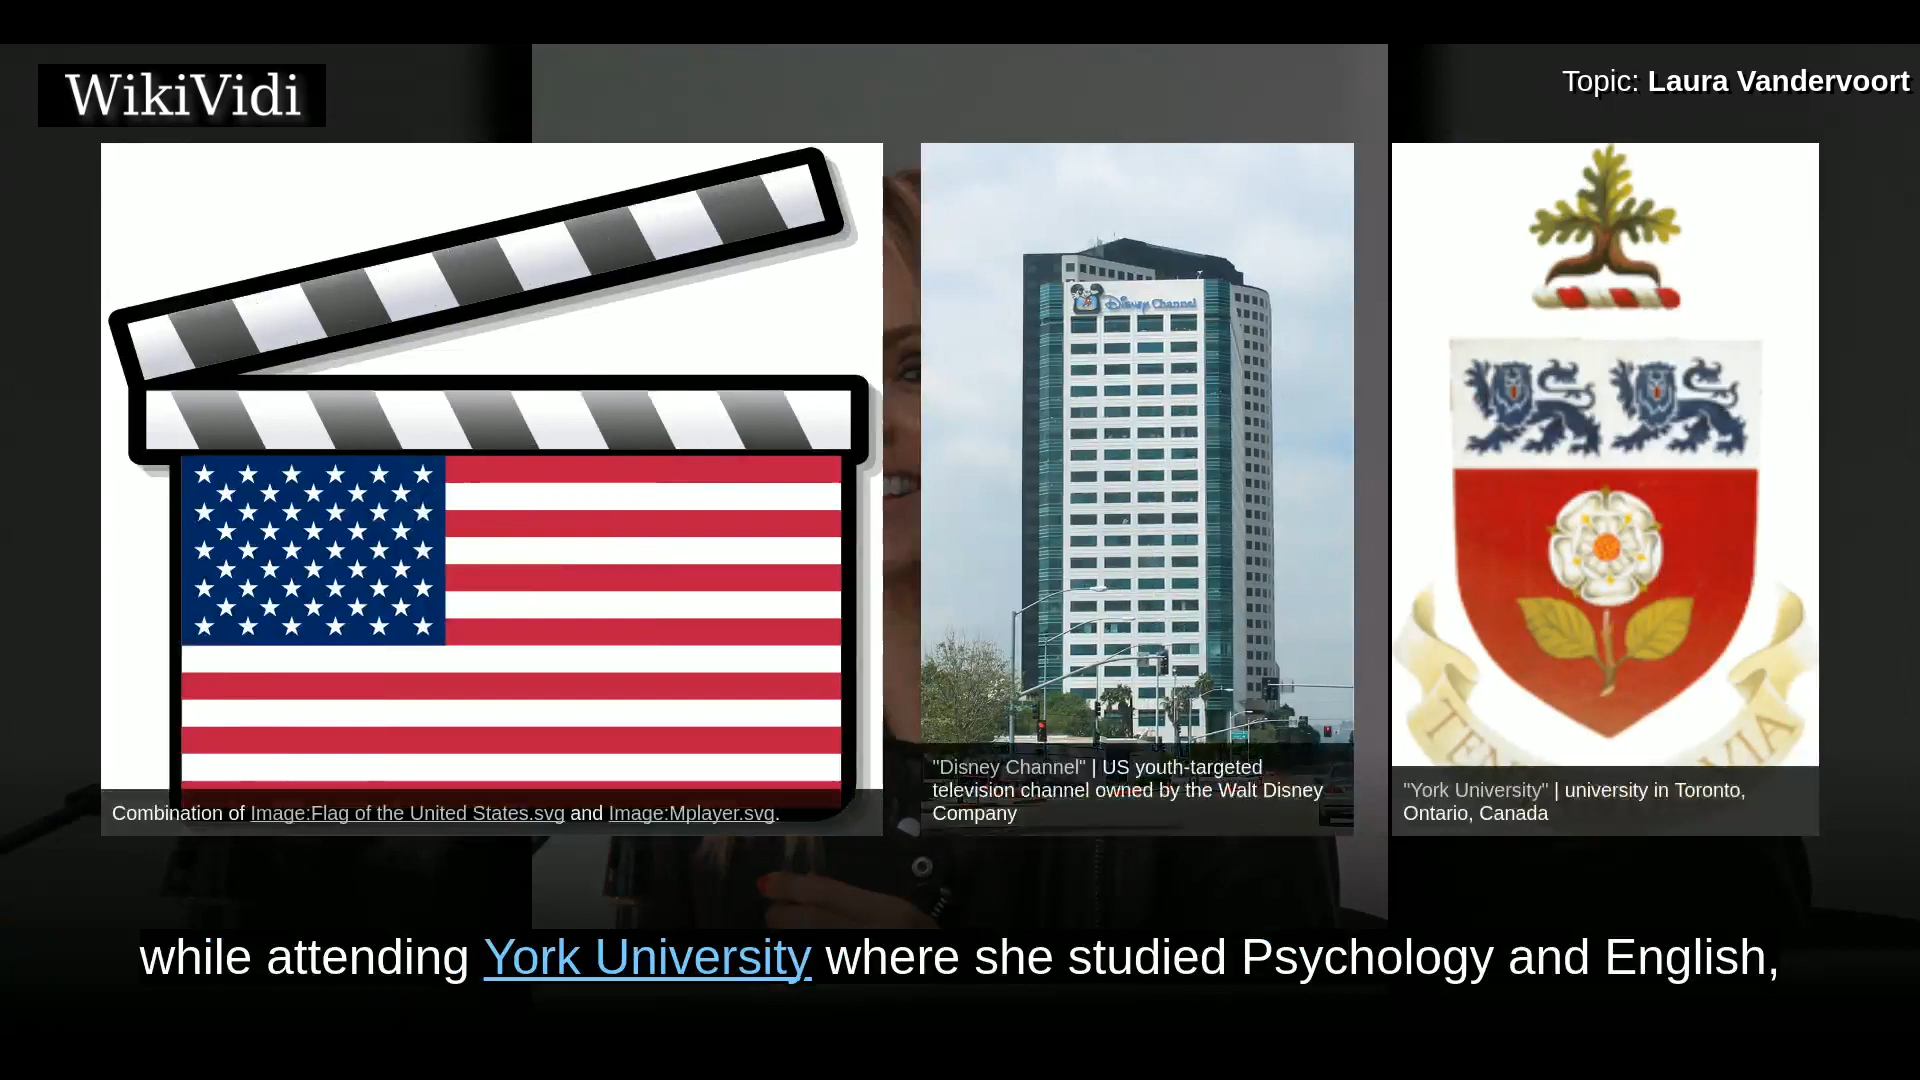 WikiVidi
Topic: Laura Vandervoort
Disney Channel
Combination of Image:Flag of the United States.svg and Image:Mplayer.svg.
"Disney Channel" | US youth-targeted
television channel owned by the Walt Disney
Company
TEN VIA
"York University" | university in Toronto,
Ontario, Canada
while attending York University where she studied Psychology and English,